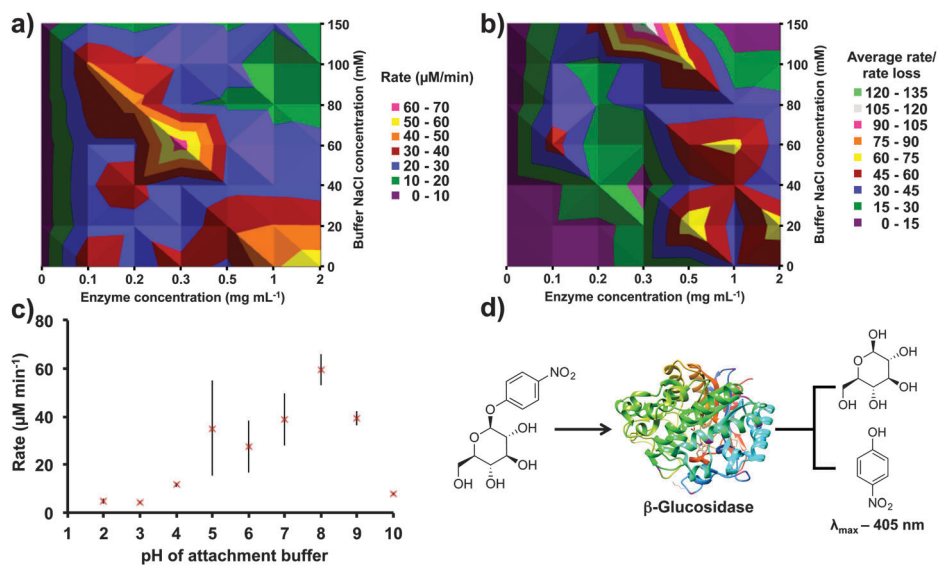 a)
150
100
80
60
40
20
0
Buffer NaCl concentration (mM)
0 0.1 0.2 0.3 0.5 1 2
Enzyme concentration (mg mL⁻¹)
Rate (µM/min)
60 - 70
50 - 60
40 - 50
30 - 40
20 - 30
10 - 20
0 - 10
b)
150
100
80
60
40
20
0
Buffer NaCl concentration (mM)
0 0.1 0.2 0.3 0.5 1 2
Enzyme concentration (mg mL⁻¹)
Average rate/
rate loss
120 - 135
105 - 120
90 - 105
75 - 90
60 - 75
45 - 60
30 - 45
15 - 30
0 - 15
c)
80
60
40
20
0
Rate (µM min⁻¹)
1 2 3 4 5 6 7 8 9 10
pH of attachment buffer
d)
NO₂
O
O
OH
HO
OH
OH
β-Glucosidase
OH
OH
O
OH
OH
OH
OH
NO₂
λmax – 405 nm